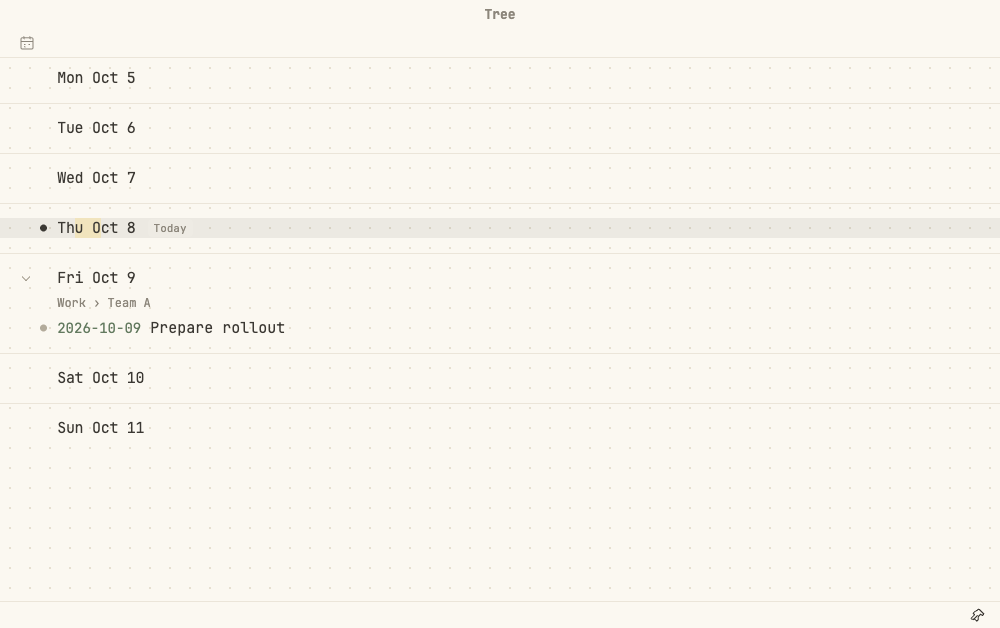 Tree
Mon Oct 5
Tue Oct 6
Wed Oct 7
Thu Oct 8 Today
Fri Oct 9
Work › Team A
2026-10-09 Prepare rollout
Sat Oct 10
Sun Oct 11